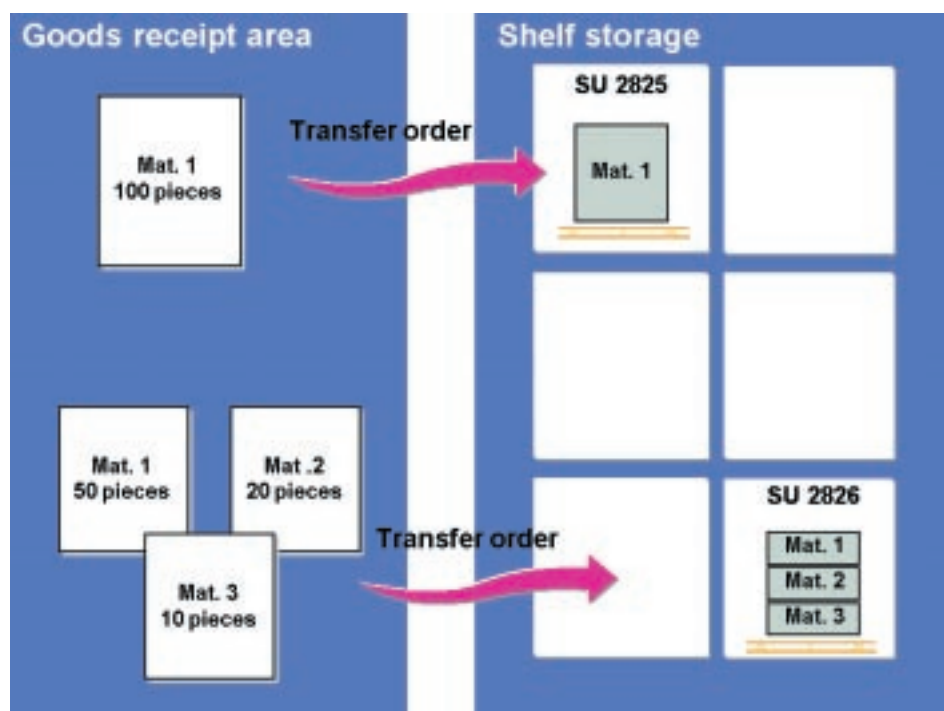 Goods receipt area
Mat. 1
100 pieces
Transfer order
Shelf storage
SU 2825
Mat. 1
Mat. 1
50 pieces
Mat .2
20 pieces
Mat. 3
10 pieces
Transfer order
SU 2826
Mat. 1
Mat. 2
Mat. 3